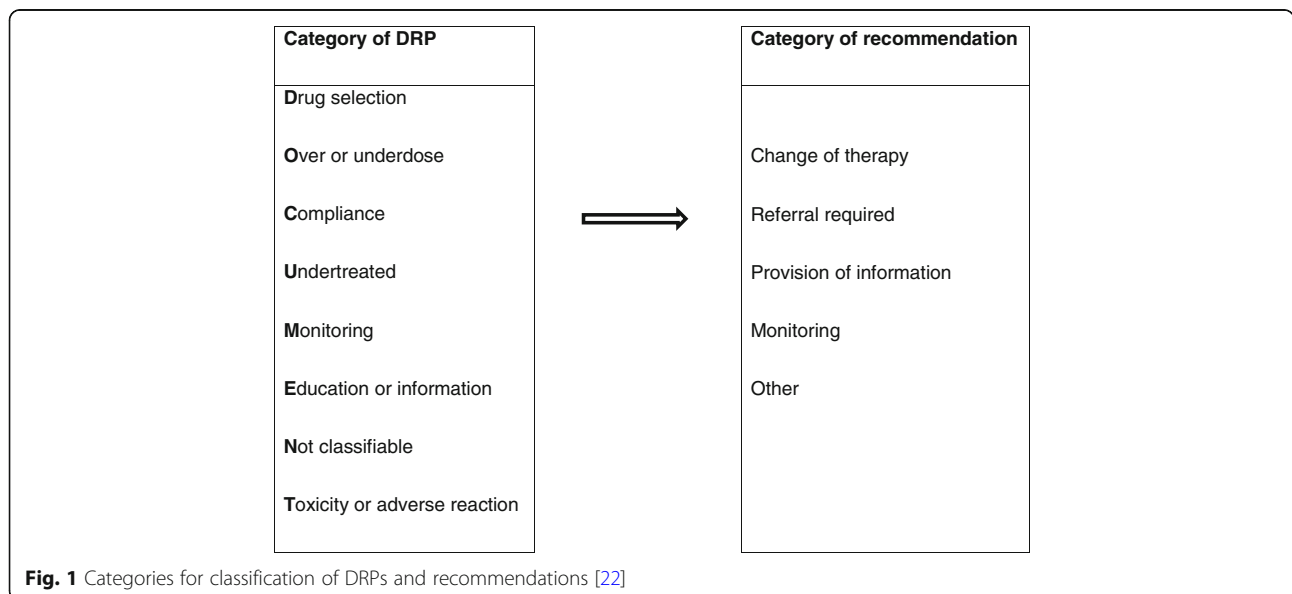 Category of DRP
Drug selection
Over or underdose
Compliance
Undertreated
Monitoring
Education or information
Not classifiable
Toxicity or adverse reaction
Category of recommendation
Change of therapy
Referral required
Provision of information
Monitoring
Other
Fig. 1 Categories for classification of DRPs and recommendations [22]